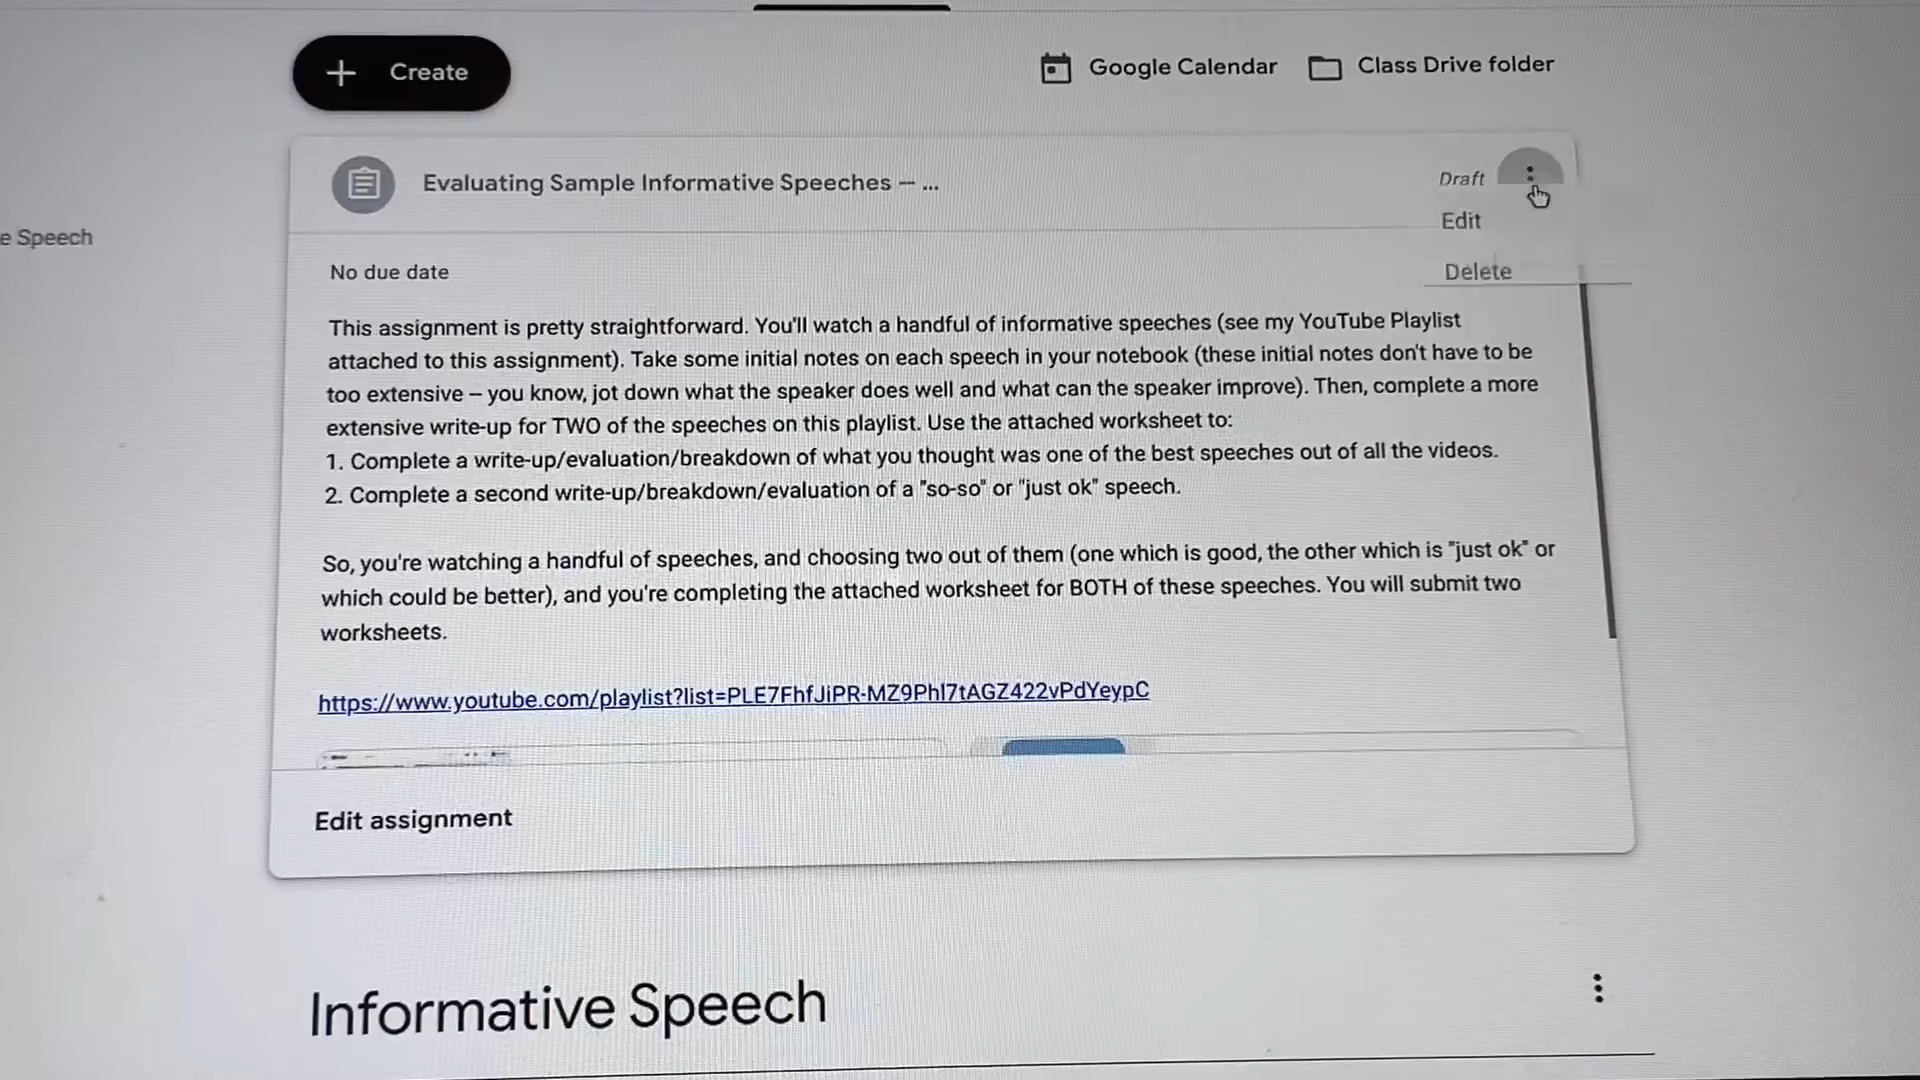 Create
Google Calendar
Class Drive folder
Evaluating Sample Informative Speeches – ...
Draft
Edit
e Speech
Delete
No due date
This assignment is pretty straightforward. You'll watch a handful of informative speeches (see my YouTube Playlist
attached to this assignment). Take some initial notes on each speech in your notebook (these initial notes don't have to be
too extensive – you know, jot down what the speaker does well and what can the speaker improve). Then, complete a more
extensive write-up for TWO of the speeches on this playlist. Use the attached worksheet to:
1. Complete a write-up/evaluation/breakdown of what you thought was one of the best speeches out of all the videos.
2. Complete a second write-up/breakdown/evaluation of a "so-so" or "just ok" speech.
So, you're watching a handful of speeches, and choosing two out of them (one which is good, the other which is "just ok" or
which could be better), and you're completing the attached worksheet for BOTH of these speeches. You will submit two
worksheets.
https://www.youtube.com/playlist?list=PLE7FhfJiPR-MZ9PhI7tAGZ422vPdYeypC
Edit assignment
Informative Speech